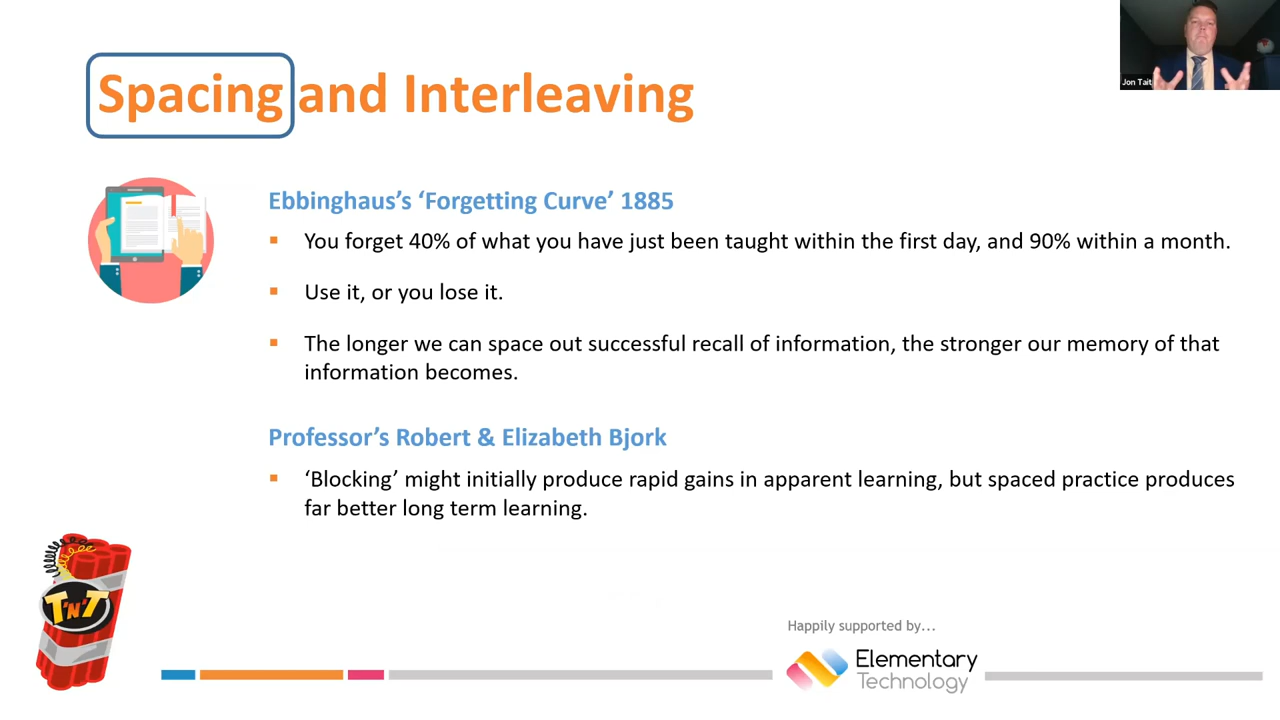 Spacing and Interleaving
Jon Tait
Ebbinghaus's ‘Forgetting Curve’ 1885
You forget 40% of what you have just been taught within the first day, and 90% within a month.
Use it, or you lose it.
The longer we can space out successful recall of information, the stronger our memory of that
information becomes.
Professor's Robert & Elizabeth Bjork
‘Blocking’ might initially produce rapid gains in apparent learning, but spaced practice produces
far better long term learning.
T'N'T
Happily supported by...
Elementary
Technology